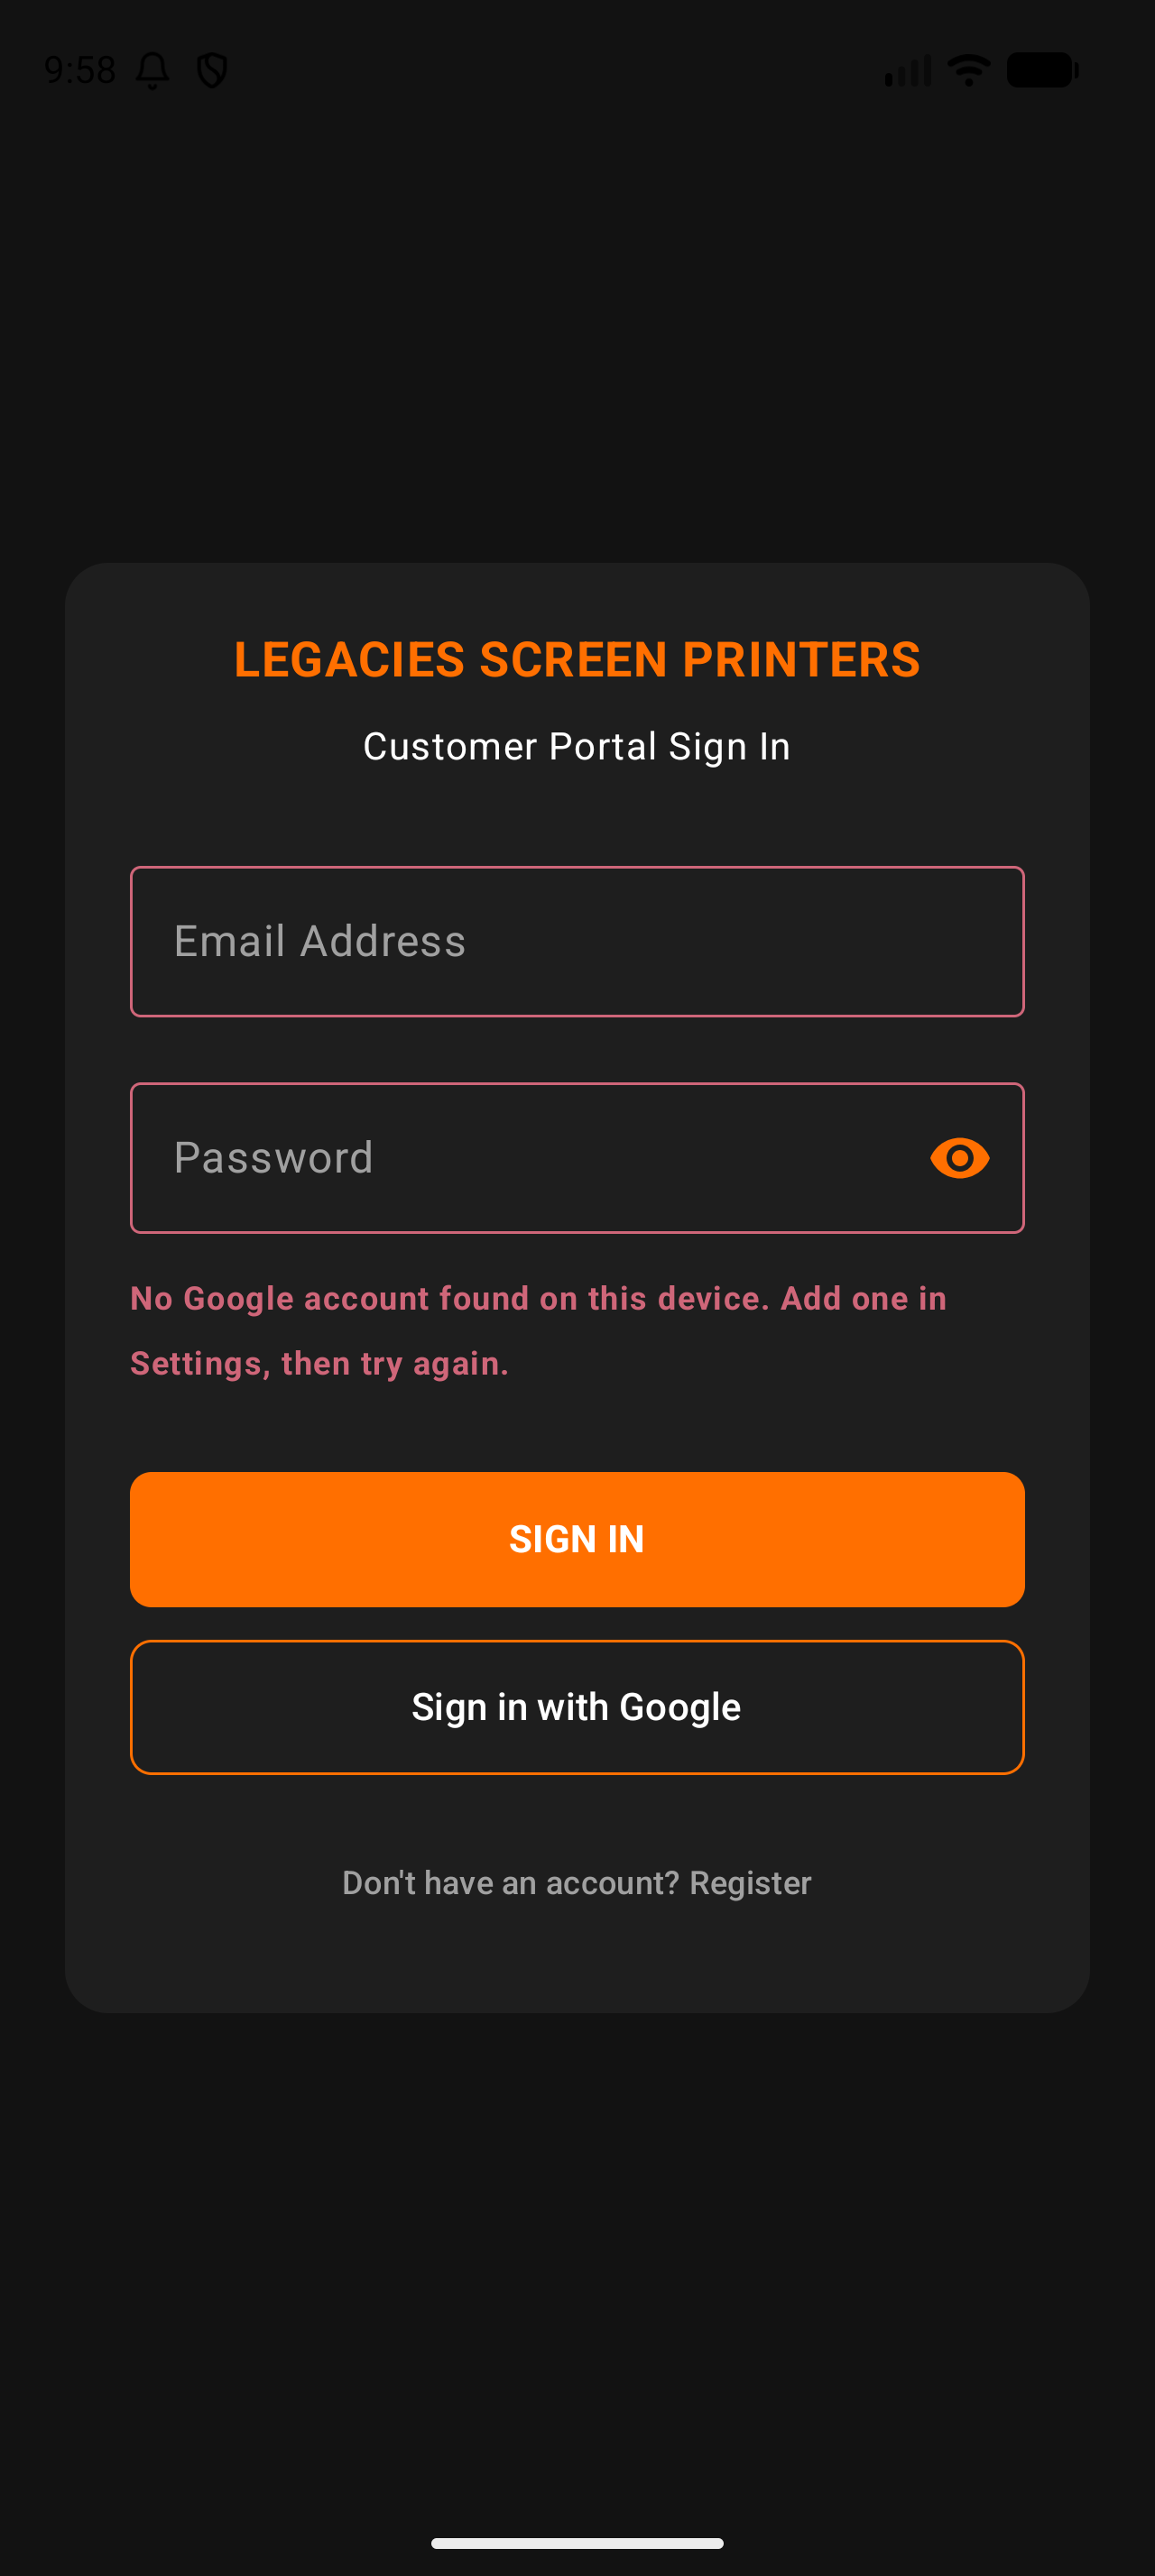 9:58
LEGACIES SCREEN PRINTERS
Customer Portal Sign In
Email Address
Password
No Google account found on this device. Add one in
Settings, then try again.
SIGN IN
Sign in with Google
Don't have an account? Register